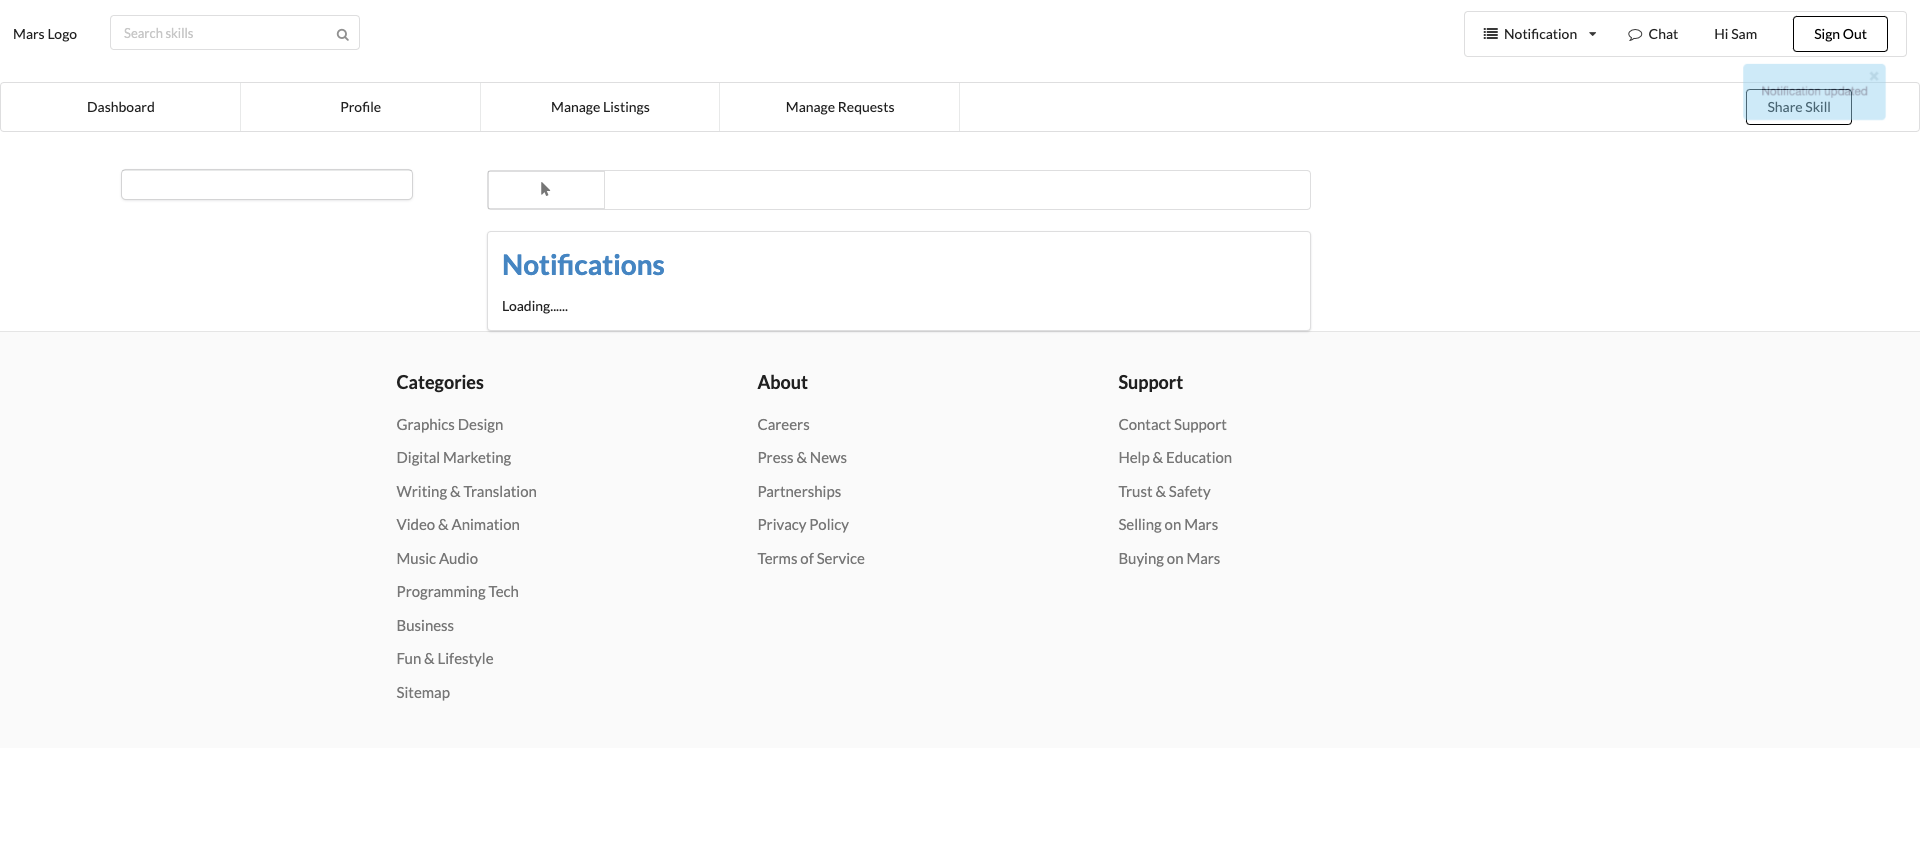 Mars Logo
Search skills
Notification
Chat
Hi Sam
Sign Out
Dashboard
Profile
Manage Listings
Manage Requests
Notification updated
Share Skill
Notifications
Loading......
Categories
Graphics Design
Digital Marketing
Writing & Translation
Video & Animation
Music Audio
Programming Tech
Business
Fun & Lifestyle
Sitemap
About
Careers
Press & News
Partnerships
Privacy Policy
Terms of Service
Support
Contact Support
Help & Education
Trust & Safety
Selling on Mars
Buying on Mars